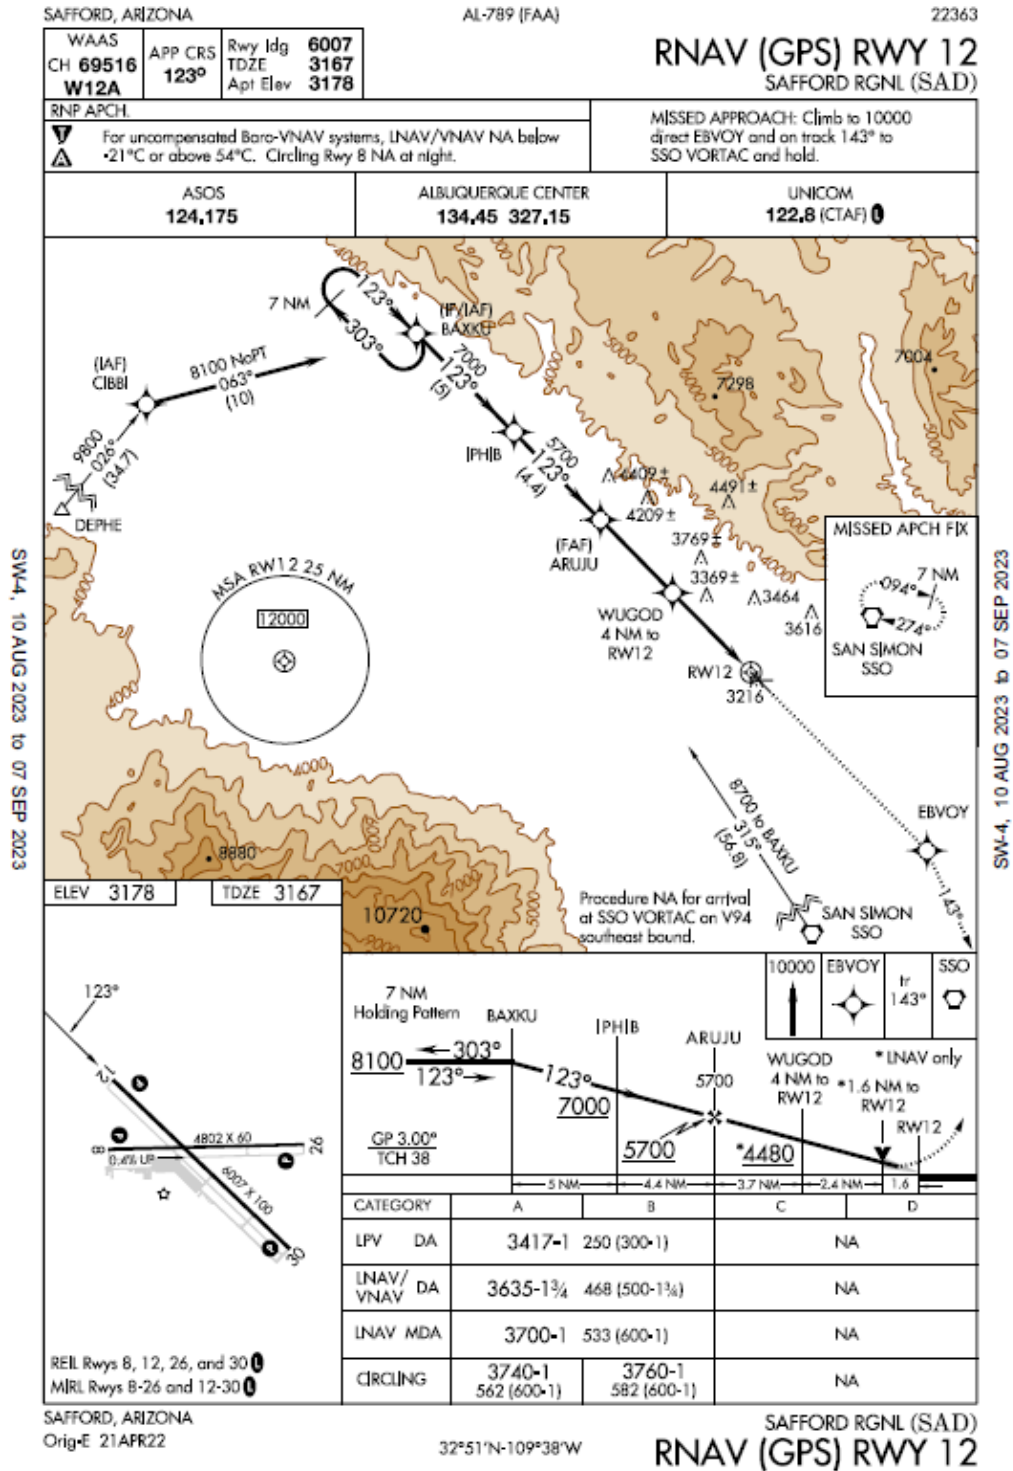 SAFFORD, ARIZONA
AL-789 (FAA)
22363
WAAS
CH 69516
W12A
APP CRS
123°
Rwy ldg 6007
TDZE 3167
Apt Elev 3178
RNAV (GPS) RWY 12
SAFFORD RGNL (SAD)
RNP APCH.
T
A
For uncompensated Baro-VNAV systems, LNAV/VNAV NA below
-21°C or above 54°C. Circling Rwy 8 NA at night.
MISSED APPROACH: Climb to 10000
direct EBVOY and on track 143° to
SSO VORTAC and hold.
ASOS
124.175
ALBUQUERQUE CENTER
134.45 327.15
UNICOM
122.8 (CTAF) L
4000
7 NM
123°
303°
(IF/IAF)
BAXKU
(IAF)
CIBBI
8100 NoPT
063°
(10)
7000
123°
(5)
5000
7298
7004
5000
9800
026°
(34.7)
DEPHE
IPHIB
5700
123°
(4.4)
4409±
4209±
4491±
4000
(FAF)
ARUJU
3769±
3369±
3464
3616
MISSED APCH FIX
7 NM
094°
274°
SAN SIMON
SSO
MSA RW12 25 NM
12000
WUGOD
4 NM to
RW12
RW12
3216
4000
4000
8700 to BAXKU
315°
(56.8)
EBVOY
143°
8880
7000
10720
Procedure NA for arrival
at SSO VORTAC on V94
southeast bound.
SAN SIMON
SSO
ELEV 3178
TDZE 3167
123°
12
8
26
30
4802 X 60
0.4% UP
6007 X 100
P
P
P
P
REIL Rwys 8, 12, 26, and 30 L
MIRL Rwys 8-26 and 12-30 L
7 NM
Holding Pattern
BAXKU
IPHIB
ARUJU
10000
EBVOY
tr
143°
SSO
8100
303°
123°
123°
7000
5700
5700
WUGOD
4 NM to
RW12
*LNAV only
*1.6 NM to
RW12
RW12
*4480
GP 3.00°
TCH 38
5 NM
4.4 NM
3.7 NM
2.4 NM
1.6
CATEGORY A B C D
LPV DA 3417-1 250 (300-1) NA
LNAV/VNAV DA 3635-1¾ 468 (500-1¾) NA
LNAV MDA 3700-1 533 (600-1) NA
CIRCLING 3740-1 562 (600-1) 3760-1 582 (600-1) NA
SAFFORD, ARIZONA
Orig-E 21APR22
32°51'N-109°38'W
SAFFORD RGNL (SAD)
RNAV (GPS) RWY 12
SW-4, 10 AUG 2023 to 07 SEP 2023
SW-4, 10 AUG 2023 to 07 SEP 2023